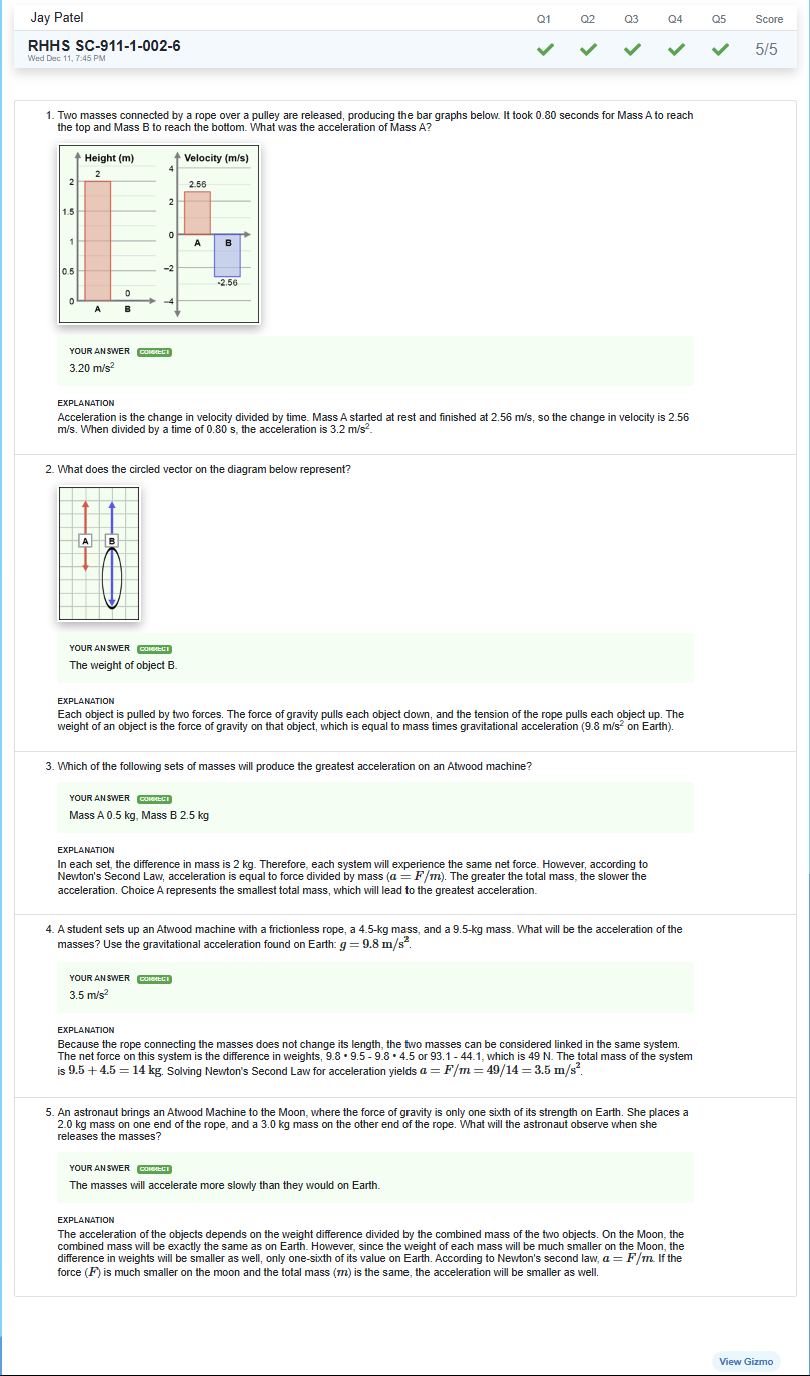 Jay Patel
Q1 Q2 Q3 Q4 Q5 Score
RHHS SC-911-1-002-6
Wed Dec 11, 7:45 PM
5/5
1. Two masses connected by a rope over a pulley are released, producing the bar graphs below. It took 0.80 seconds for Mass A to reach
the top and Mass B to reach the bottom. What was the acceleration of Mass A?
Height (m)
2
2
1.5
1
0.5
0
0
A B
Velocity (m/s)
4
2.56
2
0
A B
−2
-2.56
−4
YOUR ANSWER CORRECT
3.20 m/s²
EXPLANATION
Acceleration is the change in velocity divided by time. Mass A started at rest and finished at 2.56 m/s, so the change in velocity is 2.56
m/s. When divided by a time of 0.80 s, the acceleration is 3.2 m/s².
2. What does the circled vector on the diagram below represent?
A B
YOUR ANSWER CORRECT
The weight of object B.
EXPLANATION
Each object is pulled by two forces. The force of gravity pulls each object down, and the tension of the rope pulls each object up. The
weight of an object is the force of gravity on that object, which is equal to mass times gravitational acceleration (9.8 m/s² on Earth).
3. Which of the following sets of masses will produce the greatest acceleration on an Atwood machine?
YOUR ANSWER CORRECT
Mass A 0.5 kg, Mass B 2.5 kg
EXPLANATION
In each set, the difference in mass is 2 kg. Therefore, each system will experience the same net force. However, according to
Newton's Second Law, acceleration is equal to force divided by mass (a = F/m). The greater the total mass, the slower the
acceleration. Choice A represents the smallest total mass, which will lead to the greatest acceleration.
4. A student sets up an Atwood machine with a frictionless rope, a 4.5-kg mass, and a 9.5-kg mass. What will be the acceleration of the
masses? Use the gravitational acceleration found on Earth: g = 9.8 m/s².
YOUR ANSWER CORRECT
3.5 m/s²
EXPLANATION
Because the rope connecting the masses does not change its length, the two masses can be considered linked in the same system.
The net force on this system is the difference in weights, 9.8 • 9.5 - 9.8 • 4.5 or 93.1 - 44.1, which is 49 N. The total mass of the system
is 9.5 + 4.5 = 14 kg. Solving Newton's Second Law for acceleration yields a = F/m = 49/14 = 3.5 m/s².
5. An astronaut brings an Atwood Machine to the Moon, where the force of gravity is only one sixth of its strength on Earth. She places a
2.0 kg mass on one end of the rope, and a 3.0 kg mass on the other end of the rope. What will the astronaut observe when she
releases the masses?
YOUR ANSWER CORRECT
The masses will accelerate more slowly than they would on Earth.
EXPLANATION
The acceleration of the objects depends on the weight difference divided by the combined mass of the two objects. On the Moon, the
combined mass will be exactly the same as on Earth. However, since the weight of each mass will be much smaller on the Moon, the
difference in weights will be smaller as well, only one-sixth of its value on Earth. According to Newton's second law, a = F/m. If the
force (F) is much smaller on the moon and the total mass (m) is the same, the acceleration will be smaller as well.
View Gizmo